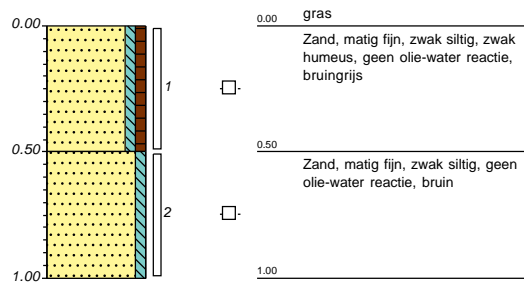 0.00
0.00
gras
Zand, matig fijn, zwak siltig, zwak
humeus, geen olie-water reactie,
bruingrijs
1
0.50
0.50
Zand, matig fijn, zwak siltig, geen
olie-water reactie, bruin
2
1.00
1.00